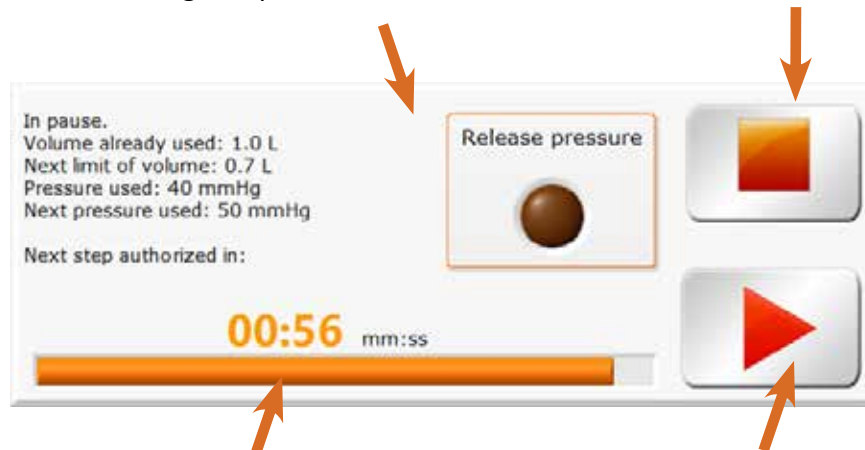 In pause.
Volume already used: 1.0 L
Next limit of volume: 0.7 L
Pressure used: 40 mmHg
Next pressure used: 50 mmHg
Next step authorized in:
Release pressure
00:56 mm:ss